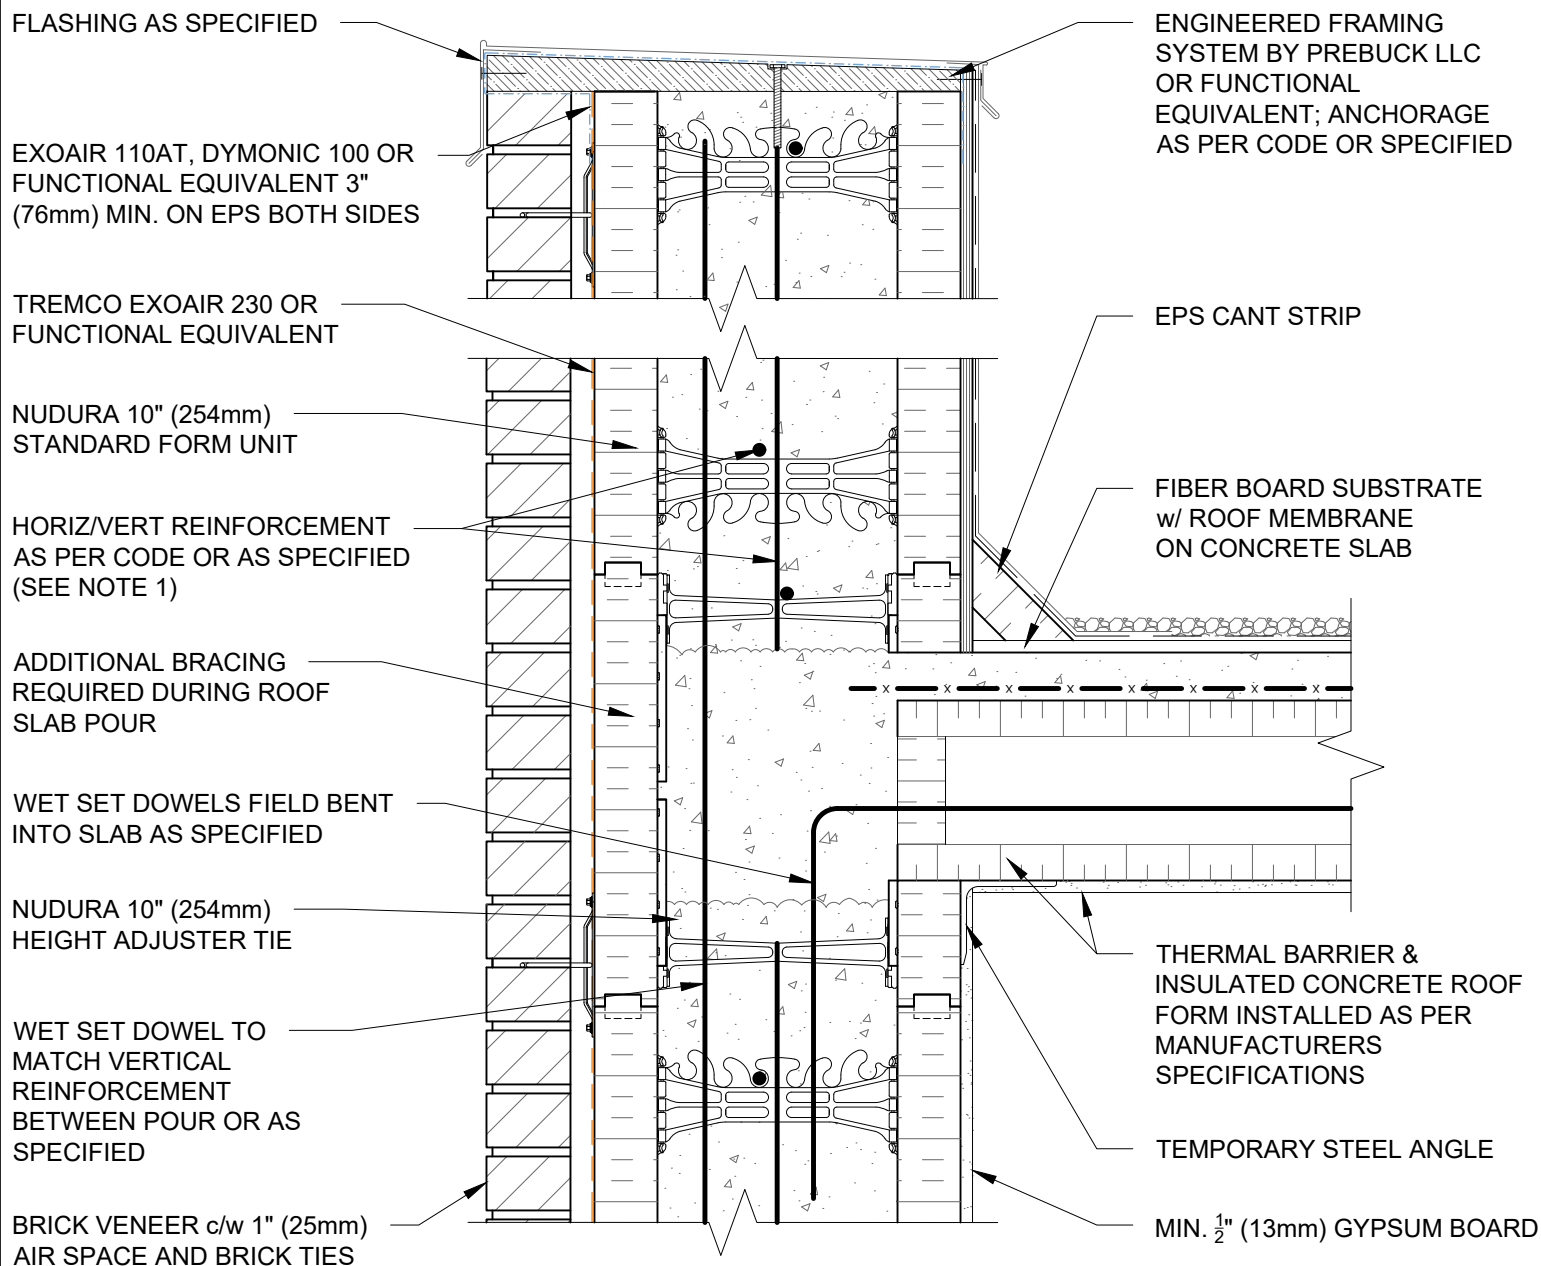 FLASHING AS SPECIFIED
EXOAIR 110AT, DYMONIC 100 OR
FUNCTIONAL EQUIVALENT 3"
(76mm) MIN. ON EPS BOTH SIDES
TREMCO EXOAIR 230 OR
FUNCTIONAL EQUIVALENT
NUDURA 10" (254mm)
STANDARD FORM UNIT
HORIZ/VERT REINFORCEMENT
AS PER CODE OR AS SPECIFIED
(SEE NOTE 1)
ADDITIONAL BRACING
REQUIRED DURING ROOF
SLAB POUR
WET SET DOWELS FIELD BENT
INTO SLAB AS SPECIFIED
NUDURA 10" (254mm)
HEIGHT ADJUSTER TIE
WET SET DOWEL TO
MATCH VERTICAL
REINFORCEMENT
BETWEEN POUR OR AS
SPECIFIED
BRICK VENEER c/w 1" (25mm)
AIR SPACE AND BRICK TIES
ENGINEERED FRAMING
SYSTEM BY PREBUCK LLC
OR FUNCTIONAL
EQUIVALENT; ANCHORAGE
AS PER CODE OR SPECIFIED
EPS CANT STRIP
FIBER BOARD SUBSTRATE
w/ ROOF MEMBRANE
ON CONCRETE SLAB
x x x x x x x x
THERMAL BARRIER &
INSULATED CONCRETE ROOF
FORM INSTALLED AS PER
MANUFACTURERS
SPECIFICATIONS
TEMPORARY STEEL ANGLE
MIN. 1/2" (13mm) GYPSUM BOARD